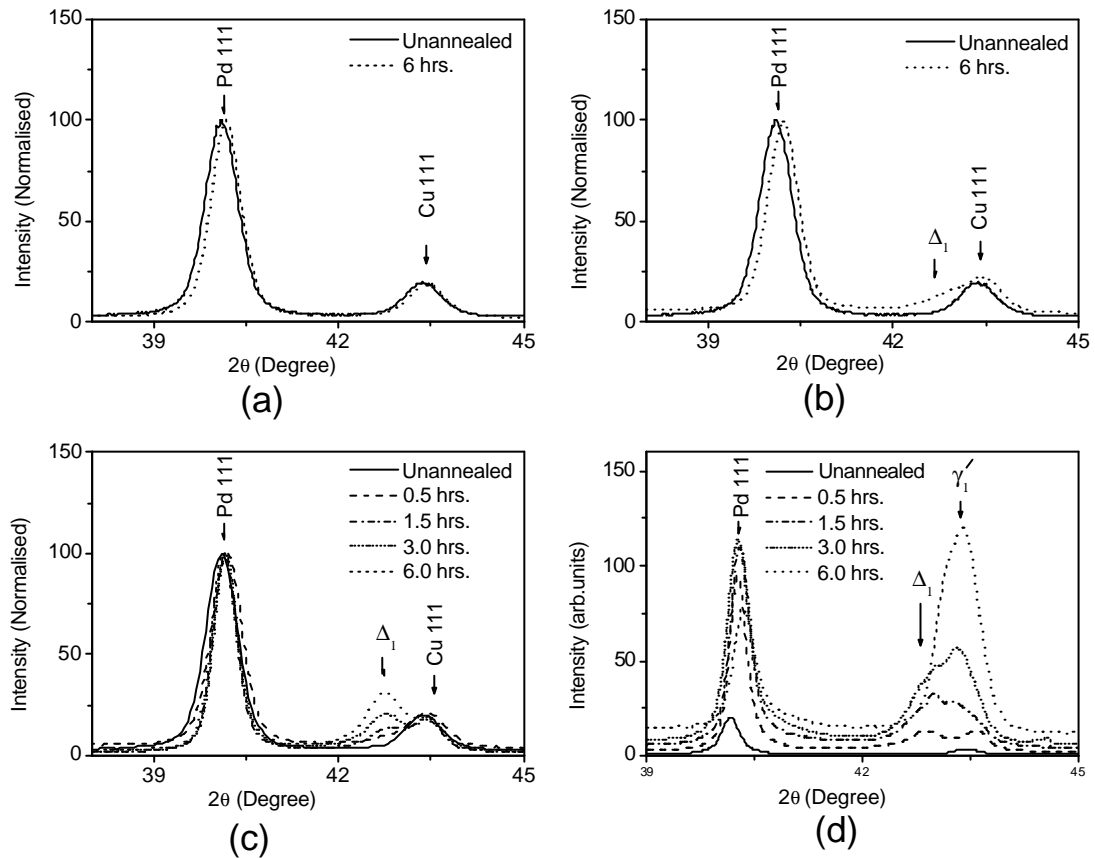 150
100
50
0
39
42
45
Intensity (Normalised)
2θ (Degree)
Pd 111
Cu 111
Unannealed
6 hrs.
(a)
150
100
50
0
39
42
45
Intensity (Normalised)
2θ (Degree)
Pd 111
Δ1
Cu 111
Unannealed
6 hrs.
(b)
150
100
50
0
39
42
45
Intensity (Normalised)
2θ (Degree)
Pd 111
Δ1
Cu 111
Unannealed
0.5 hrs.
1.5 hrs.
3.0 hrs.
6.0 hrs.
(c)
150
100
50
0
39
42
45
Intensity (arb.units)
2θ (Degree)
Pd 111
Δ1
γ1′
Unannealed
0.5 hrs.
1.5 hrs.
3.0 hrs.
6.0 hrs.
(d)